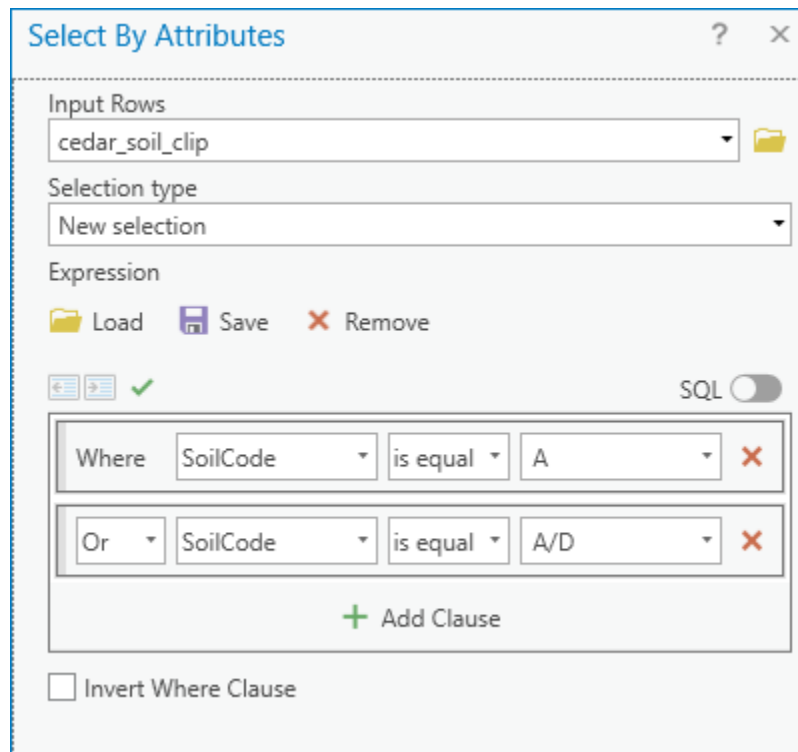 Select By Attributes ?
Input Rows
cedar_soil_clip
Selection type
New selection
Expression
Load Save Remove
SQL
Where SoilCode is equal A
Or SoilCode is equal A/D
Add Clause
Invert Where Clause